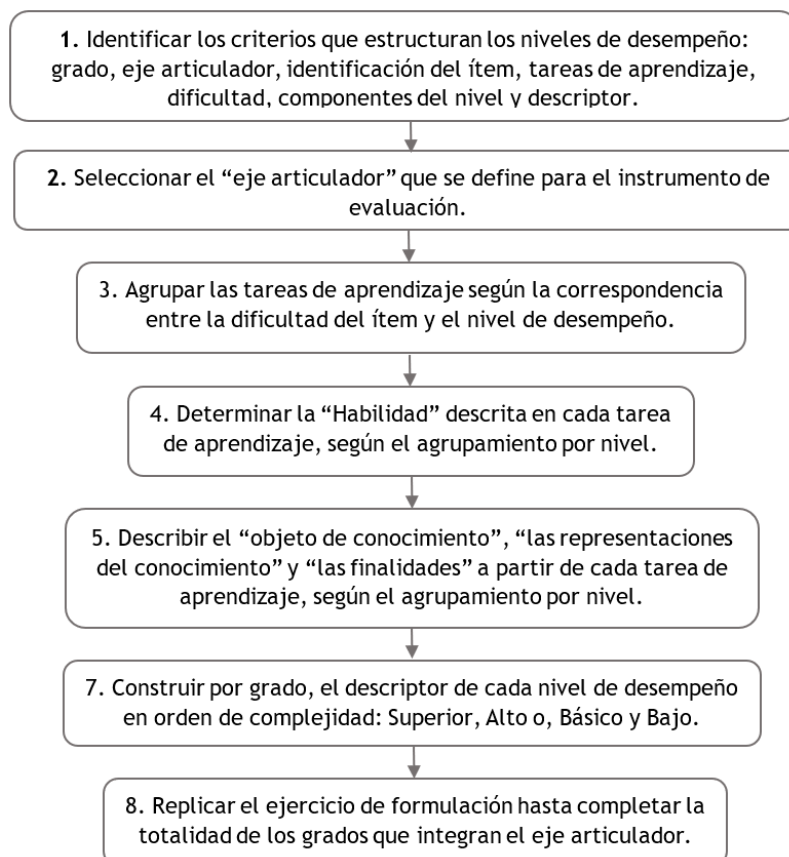 1. Identificar los criterios que estructuran los niveles de desempeño:
grado, eje articulador, identificación del ítem, tareas de aprendizaje,
dificultad, componentes del nivel y descriptor.
2. Seleccionar el “eje articulador” que se define para el instrumento de
evaluación.
3. Agrupar las tareas de aprendizaje según la correspondencia
entre la dificultad del ítem y el nivel de desempeño.
4. Determinar la “Habilidad” descrita en cada tarea
de aprendizaje, según el agrupamiento por nivel.
5. Describir el “objeto de conocimiento”, “las representaciones
del conocimiento” y “las finalidades” a partir de cada tarea de
aprendizaje, según el agrupamiento por nivel.
7. Construir por grado, el descriptor de cada nivel de desempeño
en orden de complejidad: Superior, Alto o, Básico y Bajo.
8. Replicar el ejercicio de formulación hasta completar la
totalidad de los grados que integran el eje articulador.